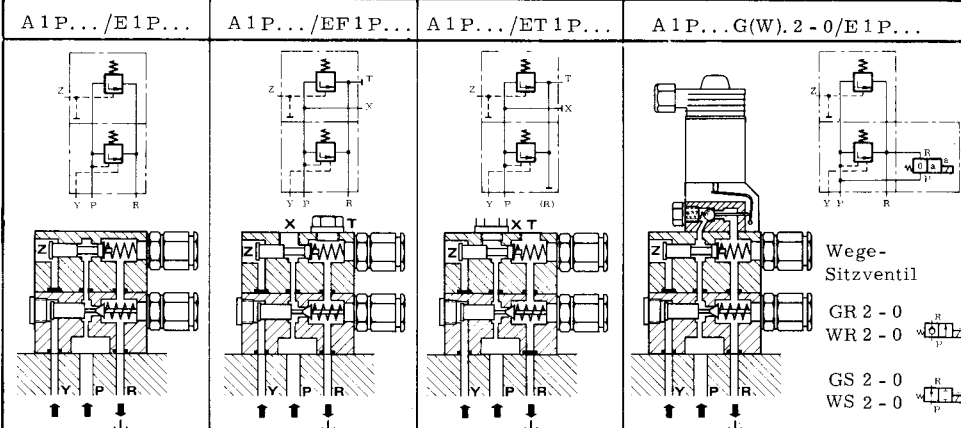 A1P.../E1P... A1P.../EF1P... A1P.../ET1P... A1P...G(W).2-0/E1P...
Z Z T X Z T X Z R 0 a a P
Y P R Y P R Y P (R) Y P R
X T X T
Z Z Z Z
Wege-
Sitzventil
GR 2 - 0
WR 2 - 0 R P
GS 2 - 0
WS 2 - 0 R P
Y P R Y P R Y P R Y P R